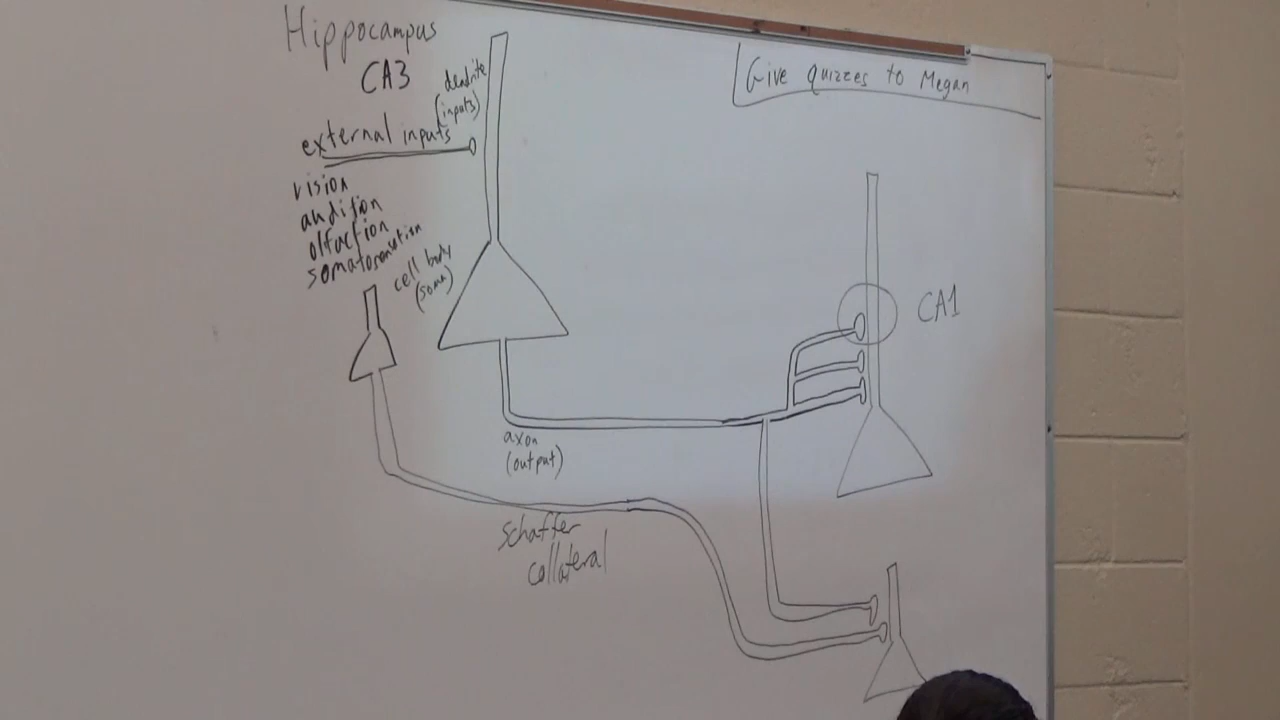 Hippocampus
CA3
dendrite
(inputs)
external inputs
vision
audition
olfaction
somatosensation
cell body
(soma)
axon
(output)
schaffer
collateral
Give quizzes to Megan
CA1